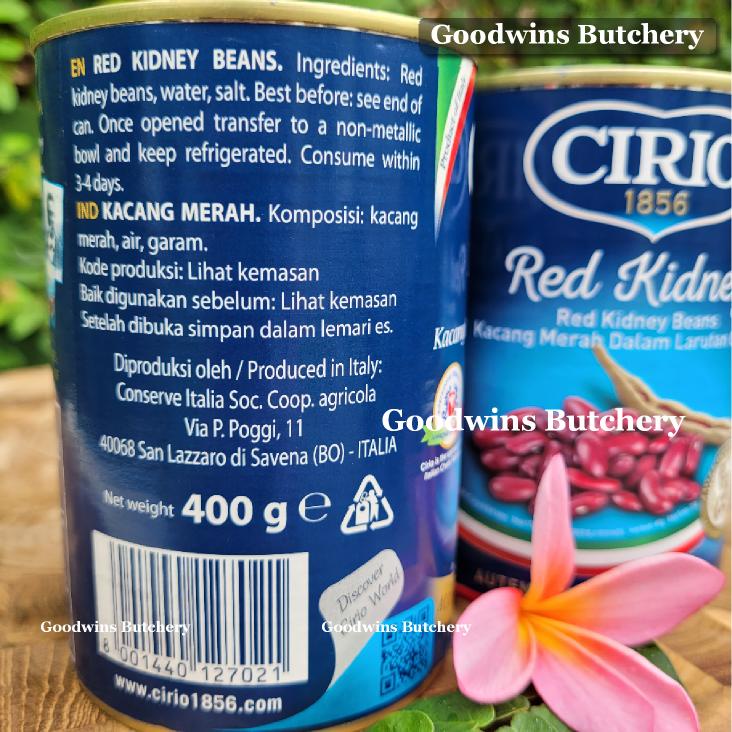 Goodwins Butchery
EN RED KIDNEY BEANS. Ingredients: Red
kidney beans, water, salt. Best before: see end of
can. Once opened transfer to a non-metallic
bowl and keep refrigerated. Consume within
3-4 days.
IND KACANG MERAH. Komposisi: kacang
merah, air, garam.
Kode produksi: Lihat kemasan
Baik digunakan sebelum: Lihat kemasan
Setelah dibuka simpan dalam lemari es.
Diproduksi oleh / Produced in Italy:
Conserve Italia Soc. Coop. agricola
Via P. Poggi, 11
40068 San Lazzaro di Savena (BO) - ITALIA
Net weight 400 g e
Discover
Cirio World
8 001440 127021
www.cirio1856.com
Product of Italy
Kacang
CIRIO
1856
Red Kidne
Red Kidney Beans
Kacang Merah Dalam Larutan
Goodwins Butchery
Goodwins Butchery
Goodwins Butchery